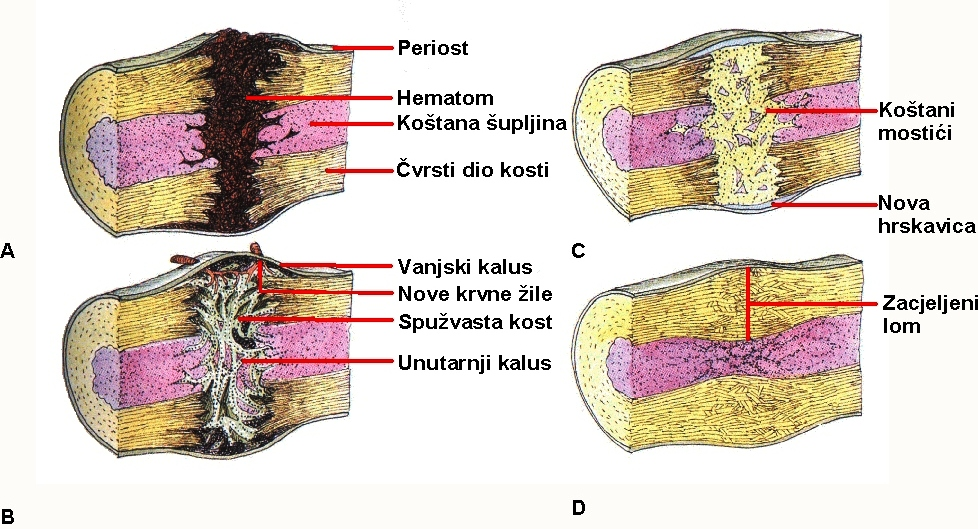 Periost
Hematom
Koštana šupljina
Čvrsti dio kosti
A
Vanjski kalus
Nove krvne žile
Spužvasta kost
Unutarnji kalus
B
Koštani
mostići
Nova
hrskavica
C
Zacjeljeni
lom
D